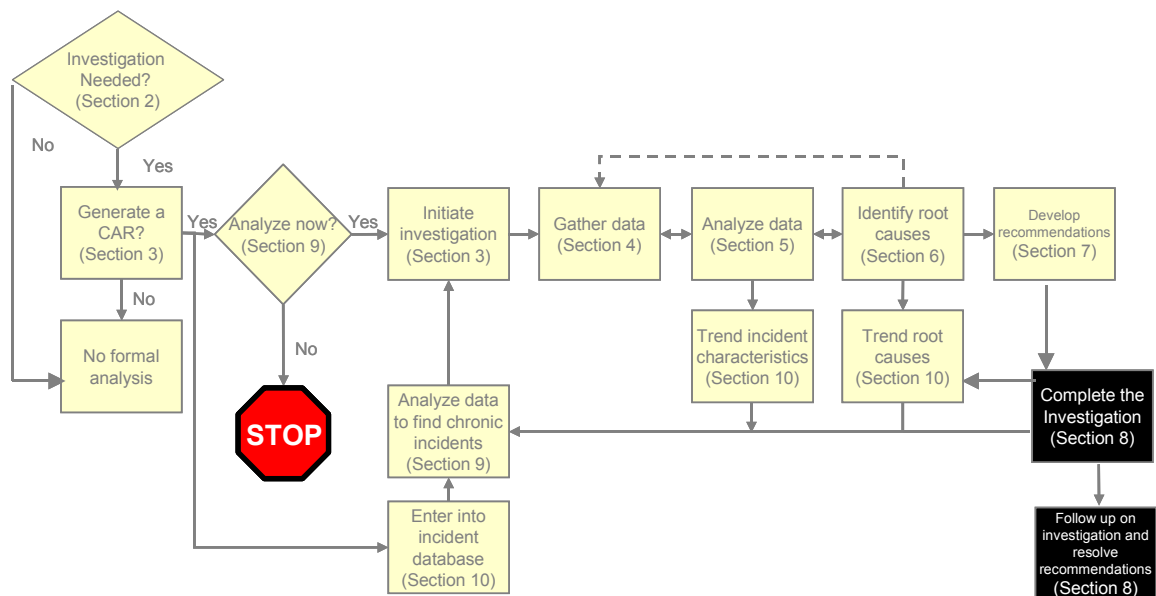 Investigation
Needed?
(Section 2)
No
Yes
Generate a
CAR?
(Section 3)
Yes
No
No formal
analysis
Analyze now?
(Section 9)
Yes
No
STOP
Initiate
investigation
(Section 3)
Gather data
(Section 4)
Analyze data
(Section 5)
Identify root
causes
(Section 6)
Develop
recommendations
(Section 7)
Trend incident
characteristics
(Section 10)
Trend root
causes
(Section 10)
Analyze data
to find chronic
incidents
(Section 9)
Enter into
incident
database
(Section 10)
Complete the
Investigation
(Section 8)
Follow up on
investigation and
resolve
recommendations
(Section 8)